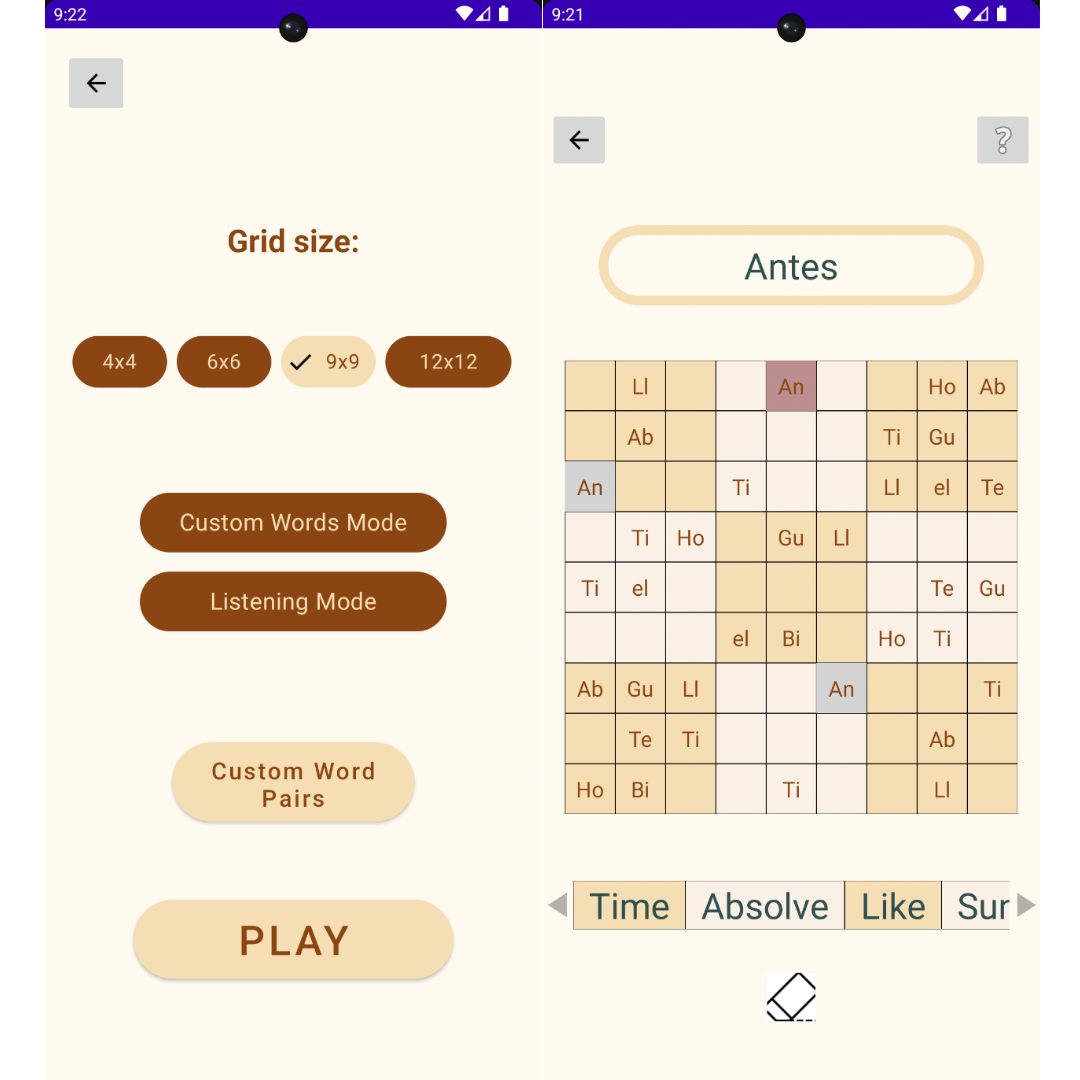 9:22
Grid size:
4x4 6x6 9x9 12x12
Custom Words Mode
Listening Mode
Custom Word
Pairs
PLAY
9:21
?
Antes
Ll An Ho Ab
Ab Ti Gu
An Ti Ll el Te
Ti Ho Gu Ll
Ti el Te Gu
el Bi Ho Ti
Ab Gu Ll An Ti
Te Ti Ab
Ho Bi Ti Ll
Time Absolve Like Sur